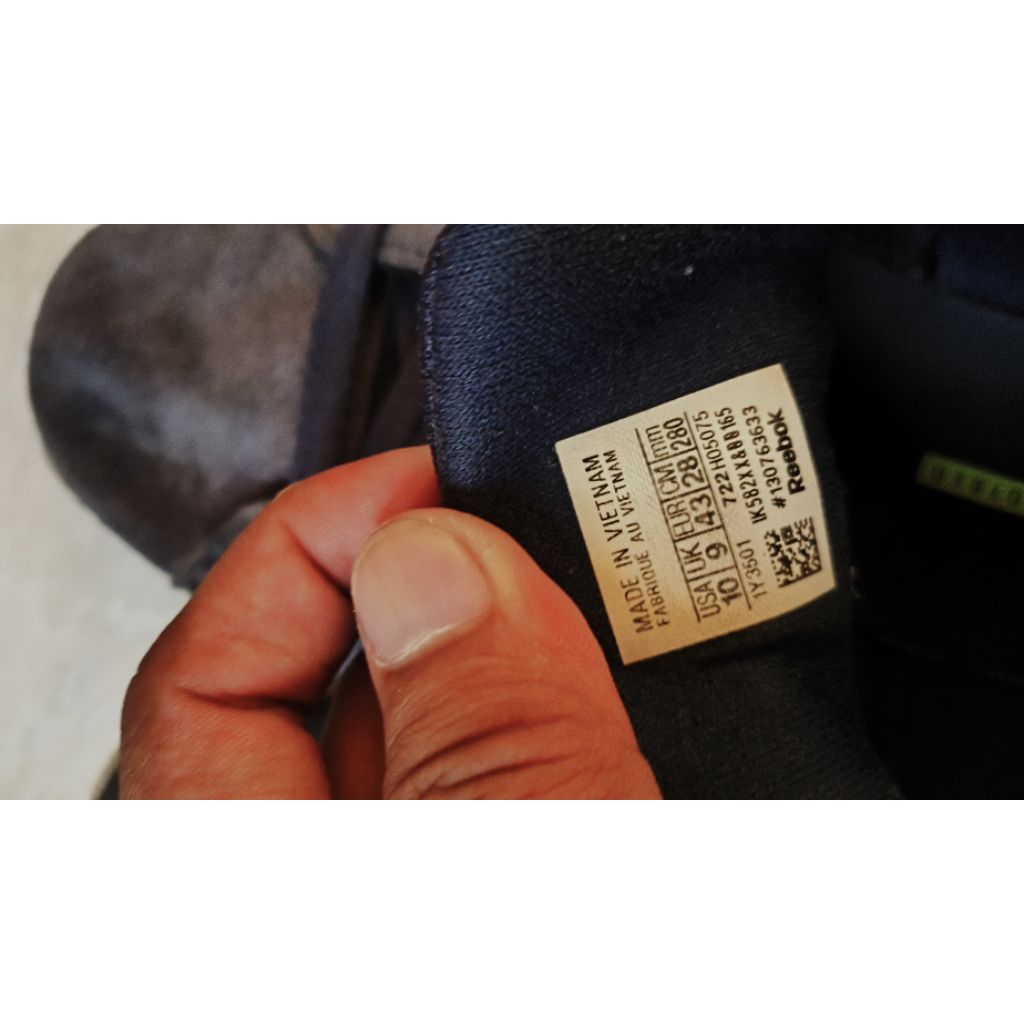 MADE IN VIETNAM
FABRIQUÉ AU VIETNAM
USA UK EUR CM mm
10 9 43 28 280
722H05075
1Y3501 1K582X400165
#130763633
Reebok